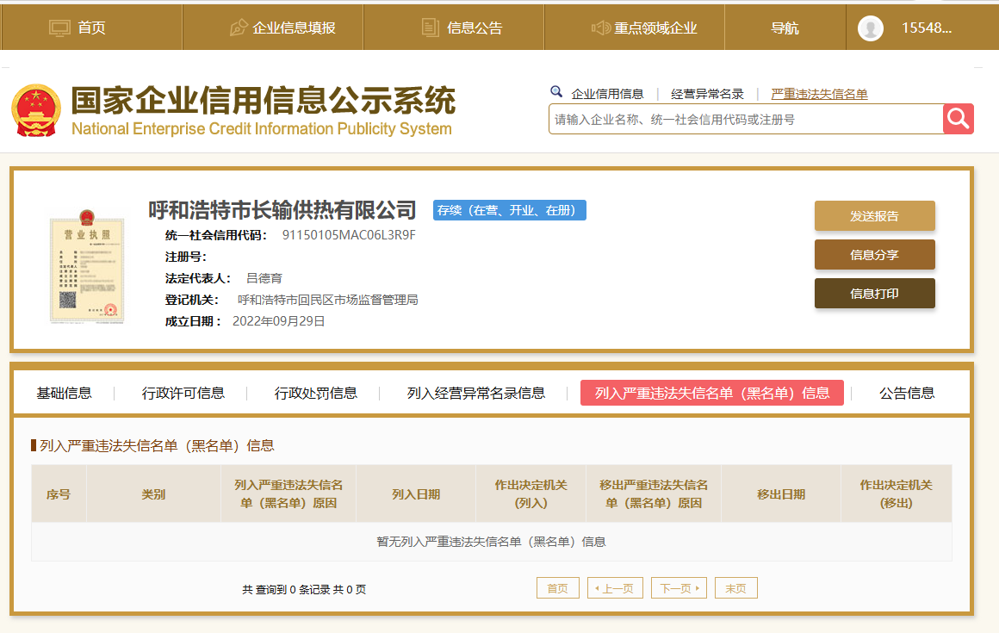 首页 企业信息填报 信息公告 重点领域企业 导航 15548...
国家企业信用信息公示系统
National Enterprise Credit Information Publicity System
企业信用信息 经营异常名录 严重违法失信名单
请输入企业名称、统一社会信用代码或注册号
营业执照
呼和浩特市长输供热有限公司 存续（在营、开业、在册）
统一社会信用代码： 91150105MAC06L3R9F
注册号：
法定代表人： 吕德育
登记机关： 呼和浩特市回民区市场监督管理局
成立日期： 2022年09月29日
发送报告
信息分享
信息打印
基础信息 行政许可信息 行政处罚信息 列入经营异常名录信息 列入严重违法失信名单（黑名单）信息 公告信息
列入严重违法失信名单（黑名单）信息
序号 类别 列入严重违法失信名单（黑名单）原因 列入日期 作出决定机关(列入) 移出严重违法失信名单（黑名单）原因 移出日期 作出决定机关(移出)
暂无列入严重违法失信名单（黑名单）信息
共 查询到 0 条记录 共 0 页 首页 上一页 下一页 末页